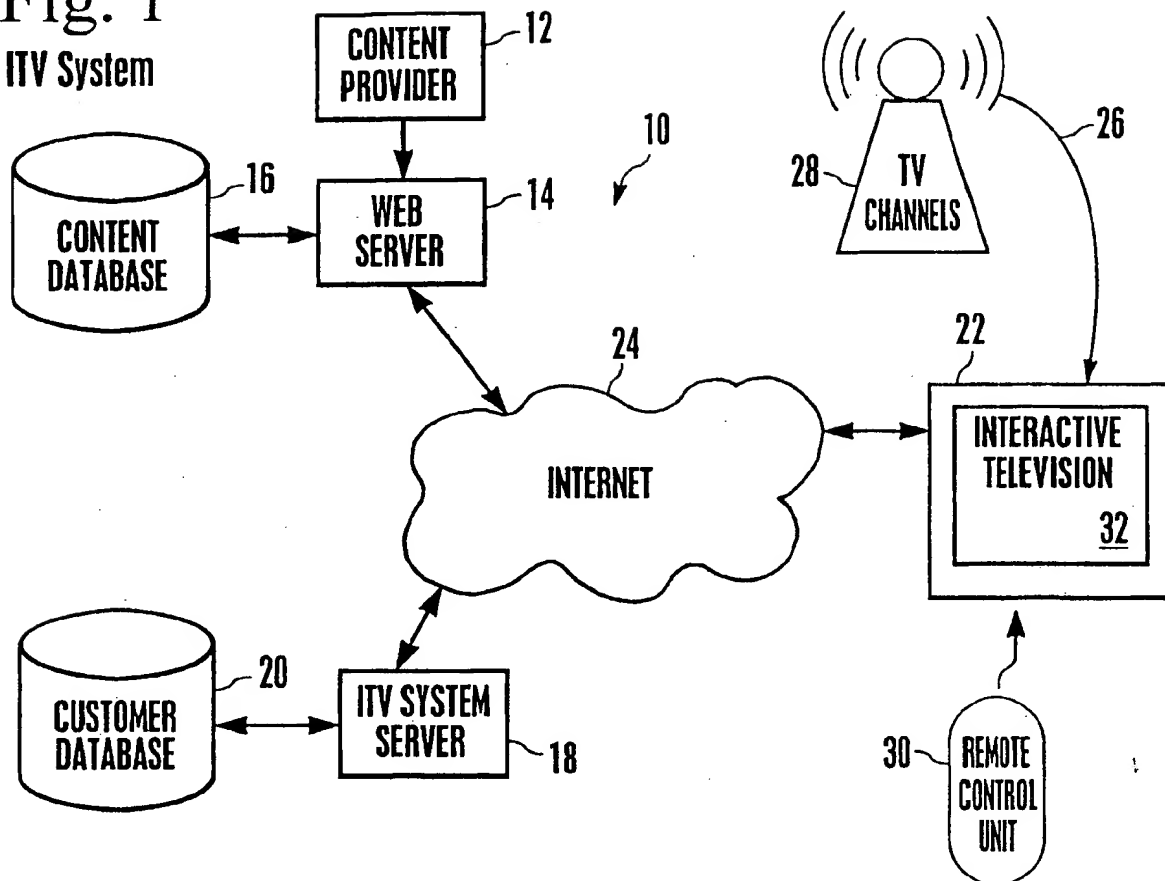 Fig. 1
ITV System
CONTENT
PROVIDER
12
CONTENT
DATABASE
16
WEB
SERVER
14
10
TV
CHANNELS
28
26
24
INTERNET
22
INTERACTIVE
TELEVISION
32
CUSTOMER
DATABASE
20
ITV SYSTEM
SERVER
18
30
REMOTE
CONTROL
UNIT